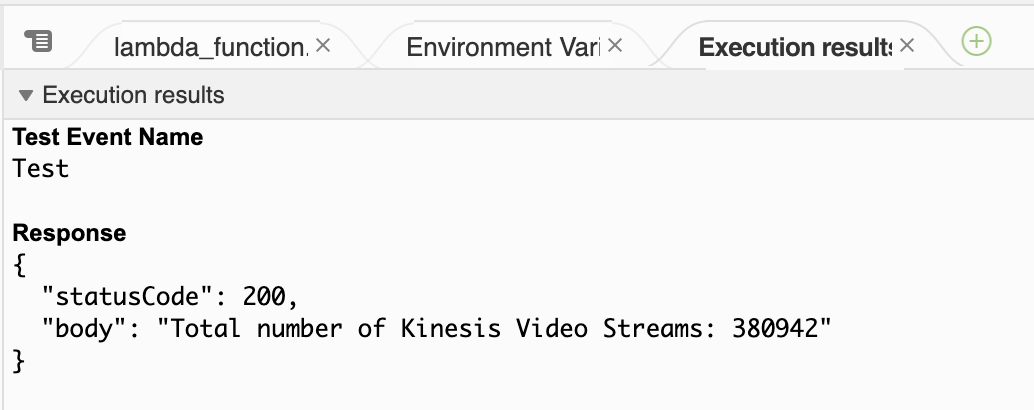 lambda_function.
Environment Vari
Execution results
Execution results
Test Event Name
Test
Response
{
"statusCode": 200,
"body": "Total number of Kinesis Video Streams: 380942"
}